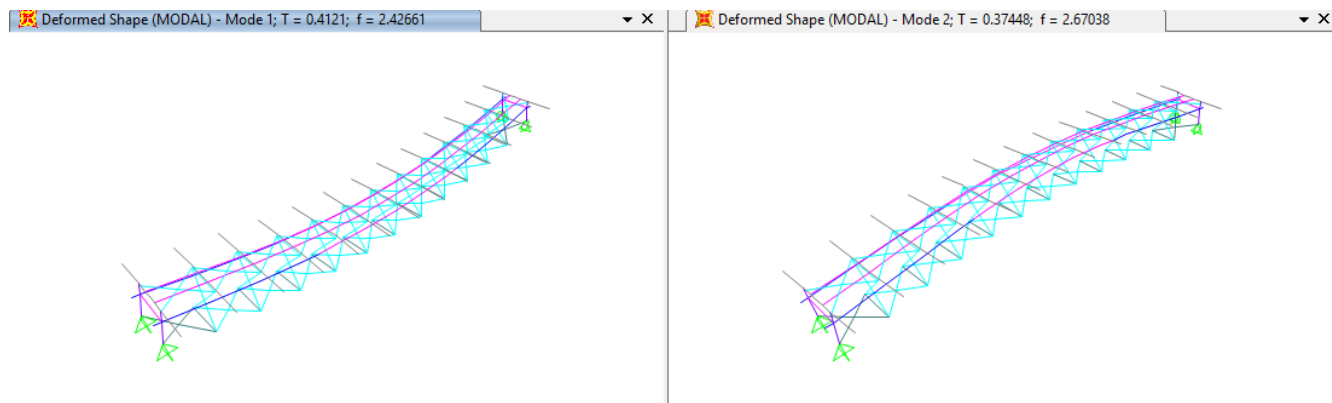 Deformed Shape (MODAL) - Mode 1; T = 0.4121; f = 2.42661
Deformed Shape (MODAL) - Mode 2; T = 0.37448; f = 2.67038